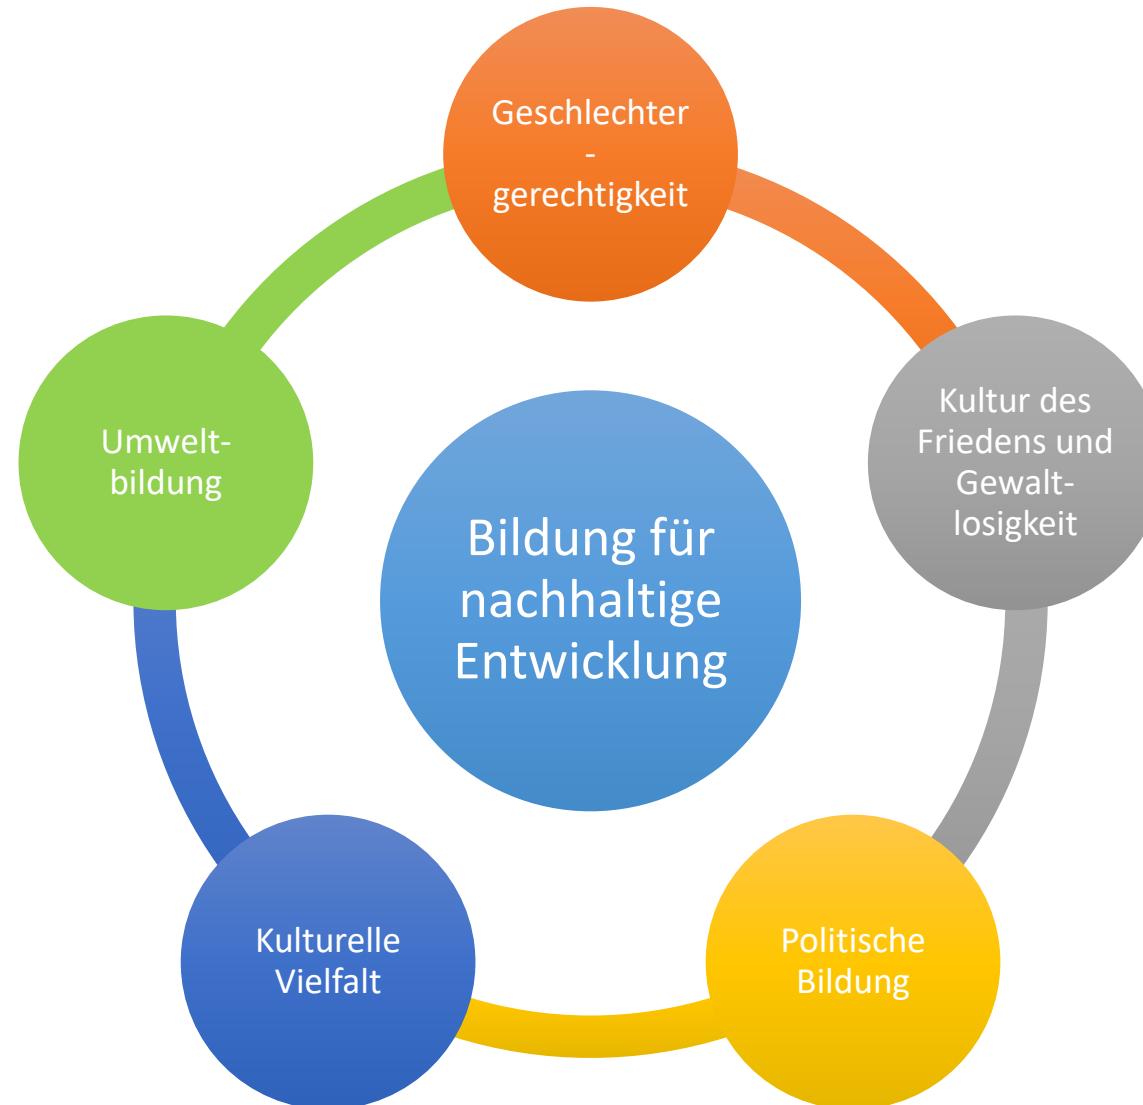 Geschlechter
-
gerechtigkeit
Kultur des
Friedens und
Gewalt-
losigkeit
Umwelt-
bildung
Bildung für
nachhaltige
Entwicklung
Kulturelle
Vielfalt
Politische
Bildung